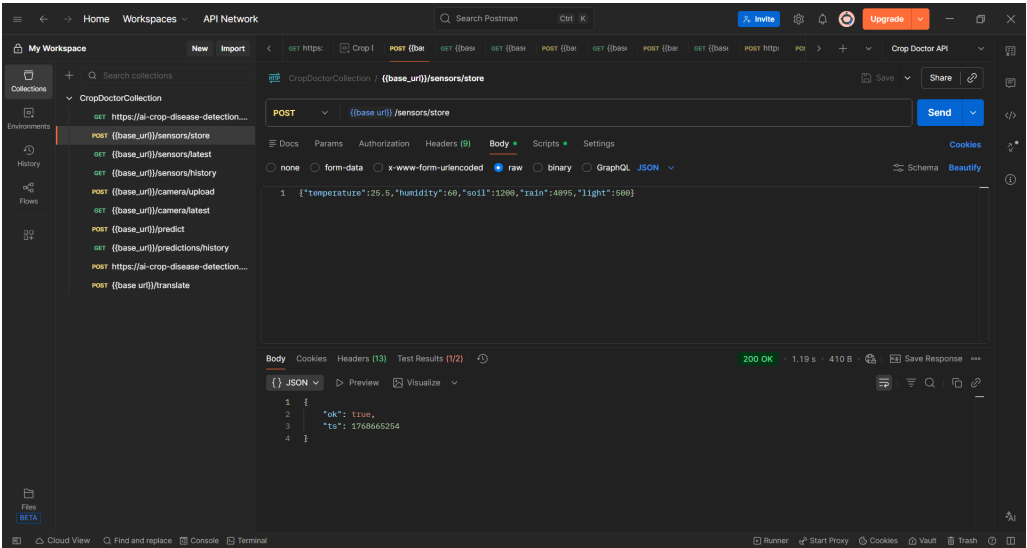 Home Workspaces API Network Search Postman Ctrl K Invite Upgrade
My Workspace New Import GET https: Crop [ POST {{bas GET {{base GET {{base POST {{bas GET {{base POST {{bas GET {{base POST http: POS Crop Doctor API
Collections
Environments
History
Flows
Files
BETA
Search collections
CropDoctorCollection
GET https://ai-crop-disease-detection....
POST {{base_url}}/sensors/store
GET {{base_url}}/sensors/latest
GET {{base_url}}/sensors/history
POST {{base_url}}/camera/upload
GET {{base_url}}/camera/latest
POST {{base_url}}/predict
GET {{base_url}}/predictions/history
POST https://ai-crop-disease-detection....
POST {{base url}}/translate
HTTP CropDoctorCollection / {{base_url}}/sensors/store Save Share
POST {{base url}} /sensors/store Send
Docs Params Authorization Headers (9) Body Scripts Settings Cookies
none form-data x-www-form-urlencoded raw binary GraphQL JSON Schema Beautify
1 {"temperature":25.5,"humidity":60,"soil":1200,"rain":4095,"light":500}
Body Cookies Headers (13) Test Results (1/2) 200 OK 1.19 s 410 B Save Response
{} JSON Preview Visualize
1 {
2 "ok": true,
3 "ts": 1768665254
4 }
AI
Cloud View Find and replace Console Terminal Runner Start Proxy Cookies Vault Trash